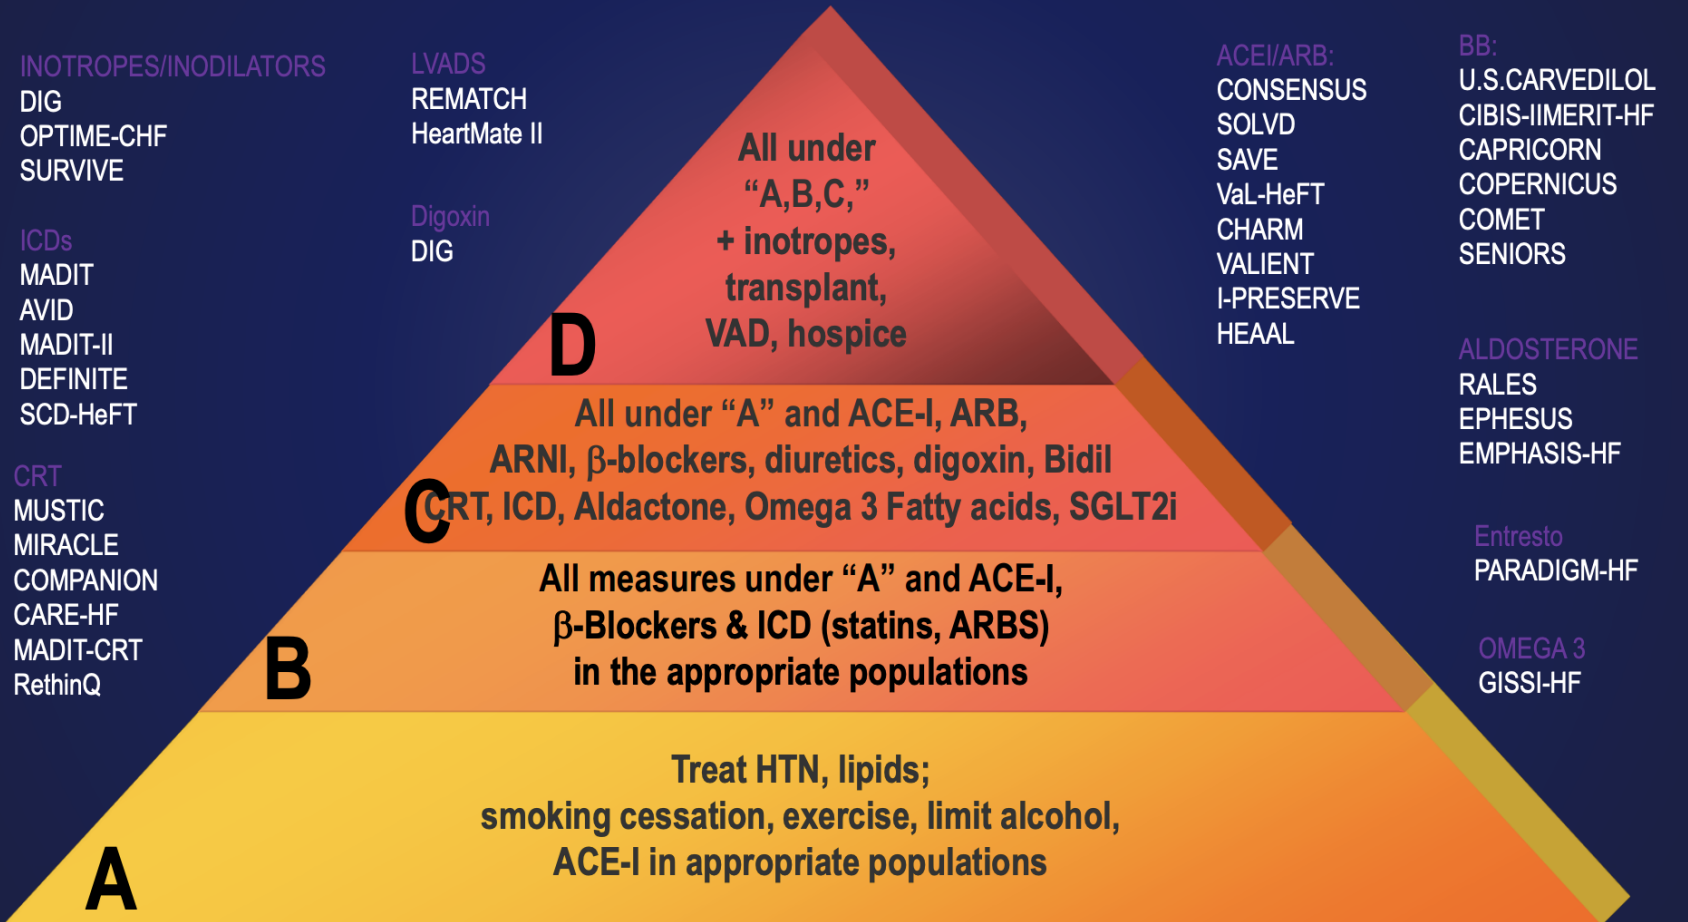 INOTROPES/INODILATORS
DIG
OPTIME-CHF
SURVIVE
ICDs
MADIT
AVID
MADIT-II
DEFINITE
SCD-HeFT
CRT
MUSTIC
MIRACLE
COMPANION
CARE-HF
MADIT-CRT
RethinQ
LVADS
REMATCH
HeartMate II
Digoxin
DIG
All under
“A,B,C,”
+ inotropes,
transplant,
VAD, hospice
D
All under “A” and ACE-I, ARB,
ARNI, β-blockers, diuretics, digoxin, Bidil
CRT, ICD, Aldactone, Omega 3 Fatty acids, SGLT2i
C
All measures under “A” and ACE-I,
β-Blockers & ICD (statins, ARBS)
in the appropriate populations
B
Treat HTN, lipids;
smoking cessation, exercise, limit alcohol,
ACE-I in appropriate populations
A
ACEI/ARB:
CONSENSUS
SOLVD
SAVE
VaL-HeFT
CHARM
VALIENT
I-PRESERVE
HEAAL
BB:
U.S.CARVEDILOL
CIBIS-IIMERIT-HF
CAPRICORN
COPERNICUS
COMET
SENIORS
ALDOSTERONE
RALES
EPHESUS
EMPHASIS-HF
Entresto
PARADIGM-HF
OMEGA 3
GISSI-HF